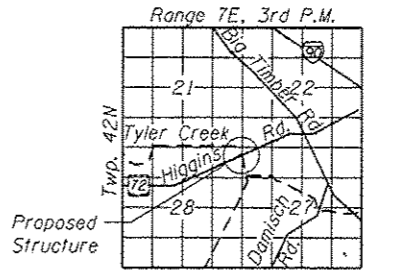 Range 7E, 3rd P.M.
Twp. 42N
90
Big Timber Rd.
21
22
Tyler Creek
Higgins Rd.
72
28
27
Damisch Rd.
Proposed
Structure